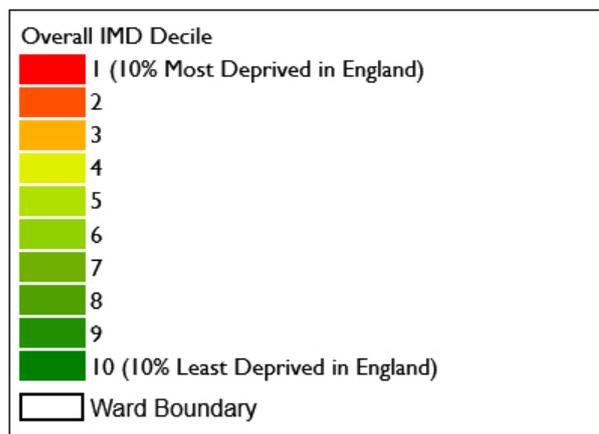 Overall IMD Decile
1 (10% Most Deprived in England)
2
3
4
5
6
7
8
9
10 (10% Least Deprived in England)
Ward Boundary